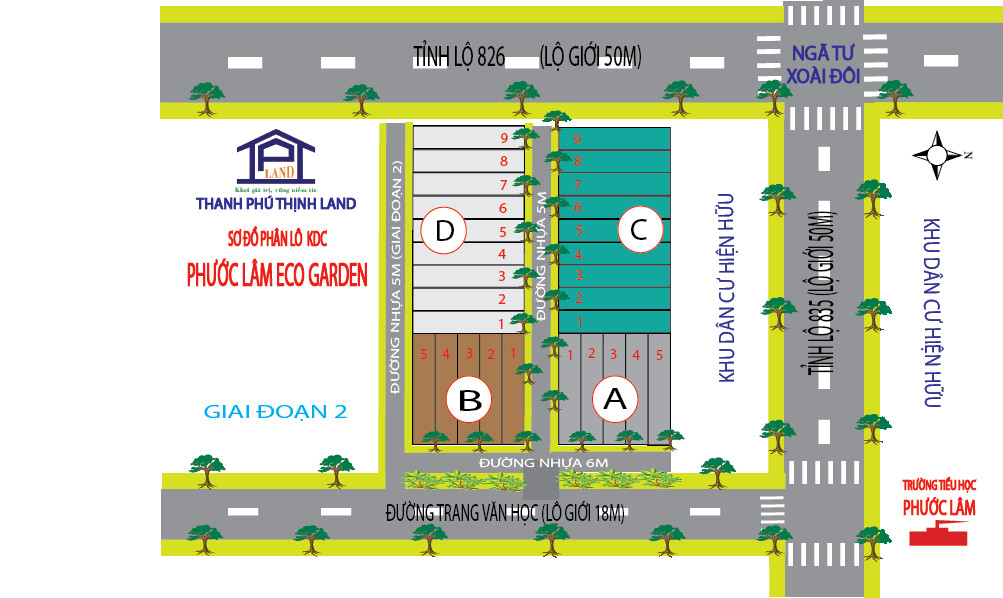 TỈNH LỘ 826 (LỘ GIỚI 50M)
NGÃ TƯ
XOÀI ĐÔI
LAND
Khơi giá trị, vững niềm tin
THANH PHÚ THỊNH LAND
SƠ ĐỒ PHÂN LÔ KDC
PHƯỚC LÂM ECO GARDEN
GIAI ĐOẠN 2
ĐƯỜNG NHỰA 5M (GIAI ĐOẠN 2)
9
8
7
6
5
4
3
2
1
D
ĐƯỜNG NHỰA 5M
9
8
7
6
5
4
3
2
1
C
5 4 3 2 1
B
1 2 3 4 5
A
ĐƯỜNG NHỰA 6M
ĐƯỜNG TRANG VĂN HỌC (LỘ GIỚI 18M)
KHU DÂN CƯ HIỆN HỮU
TỈNH LỘ 835 (LỘ GIỚI 50M)
N
KHU DÂN CƯ HIỆN HỮU
TRƯỜNG TIỂU HỌC
PHƯỚC LÂM